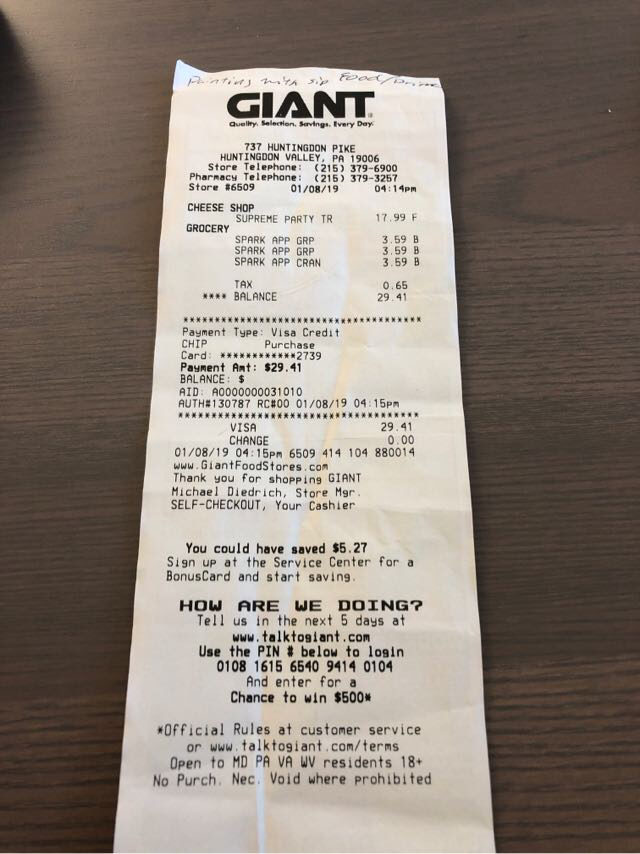 Painting with sip Food/Drink
GIANT
Quality. Selection. Savings. Every Day.
737 HUNTINGDON PIKE
HUNTINGDON VALLEY, PA 19006
Store Telephone: (215) 379-6900
Pharmacy Telephone: (215) 379-3257
Store #6509 01/08/19 04:14pm
CHEESE SHOP
SUPREME PARTY TR 17.99 F
GROCERY
SPARK APP GRP 3.59 B
SPARK APP GRP 3.59 B
SPARK APP CRAN 3.59 B
TAX 0.65
**** BALANCE 29.41
****************************************
Payment Type: Visa Credit
CHIP Purchase
Card: ************2739
Payment Amt: $29.41
BALANCE: $
AID: A0000000031010
AUTH#130787 RC#00 01/08/19 04:15pm
****************************************
VISA 29.41
CHANGE 0.00
01/08/19 04:15pm 6509 414 104 880014
www.GiantFoodStores.com
Thank you for shopping GIANT
Michael Diedrich, Store Mgr.
SELF-CHECKOUT, Your Cashier
You could have saved $5.27
Sign up at the Service Center for a
BonusCard and start saving.
HOW ARE WE DOING?
Tell us in the next 5 days at
www.talktogiant.com
Use the PIN # below to login
0108 1615 6540 9414 0104
And enter for a
Chance to win $500*
*Official Rules at customer service
or www.talktogiant.com/terms
Open to MD PA VA WV residents 18+
No Purch. Nec. Void where prohibited